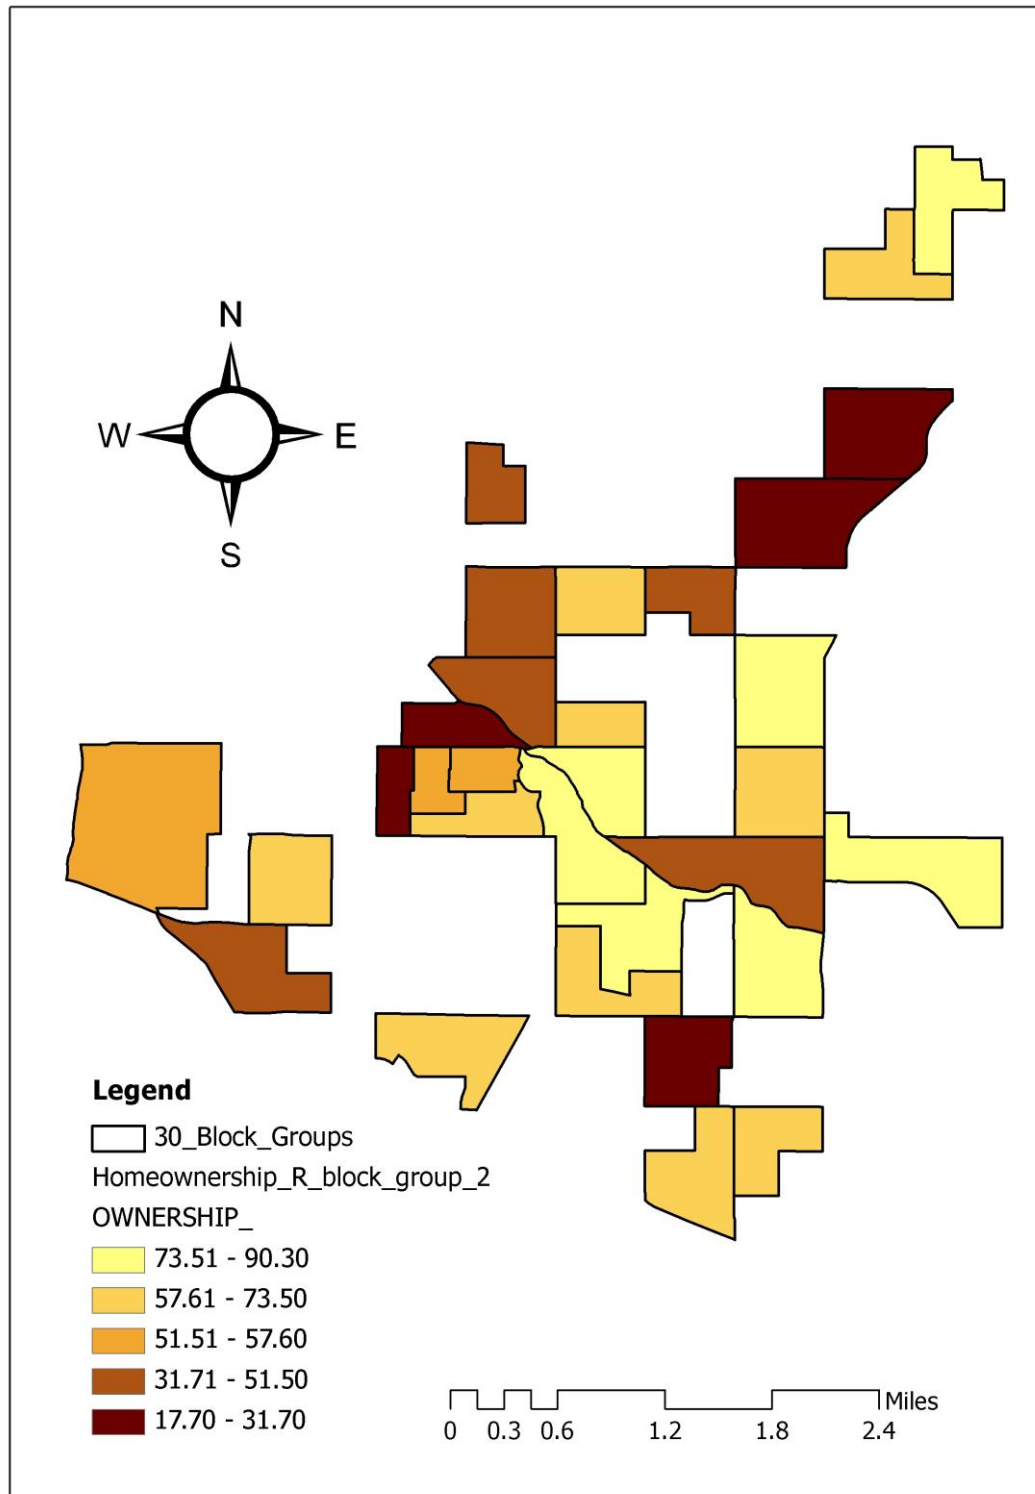 N
W E
S
Legend
30_Block_Groups
Homeownership_R_block_group_2
OWNERSHIP_
73.51 - 90.30
57.61 - 73.50
51.51 - 57.60
31.71 - 51.50
17.70 - 31.70
Miles
0 0.3 0.6 1.2 1.8 2.4